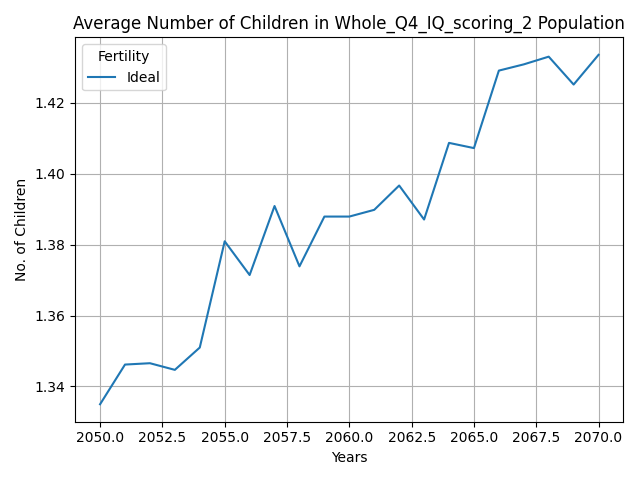 Average Number of Children in Whole_Q4_IQ_scoring_2 Population
Fertility
Ideal
No. of Children
1.42
1.40
1.38
1.36
1.34
2050.0 2052.5 2055.0 2057.5 2060.0 2062.5 2065.0 2067.5 2070.0
Years